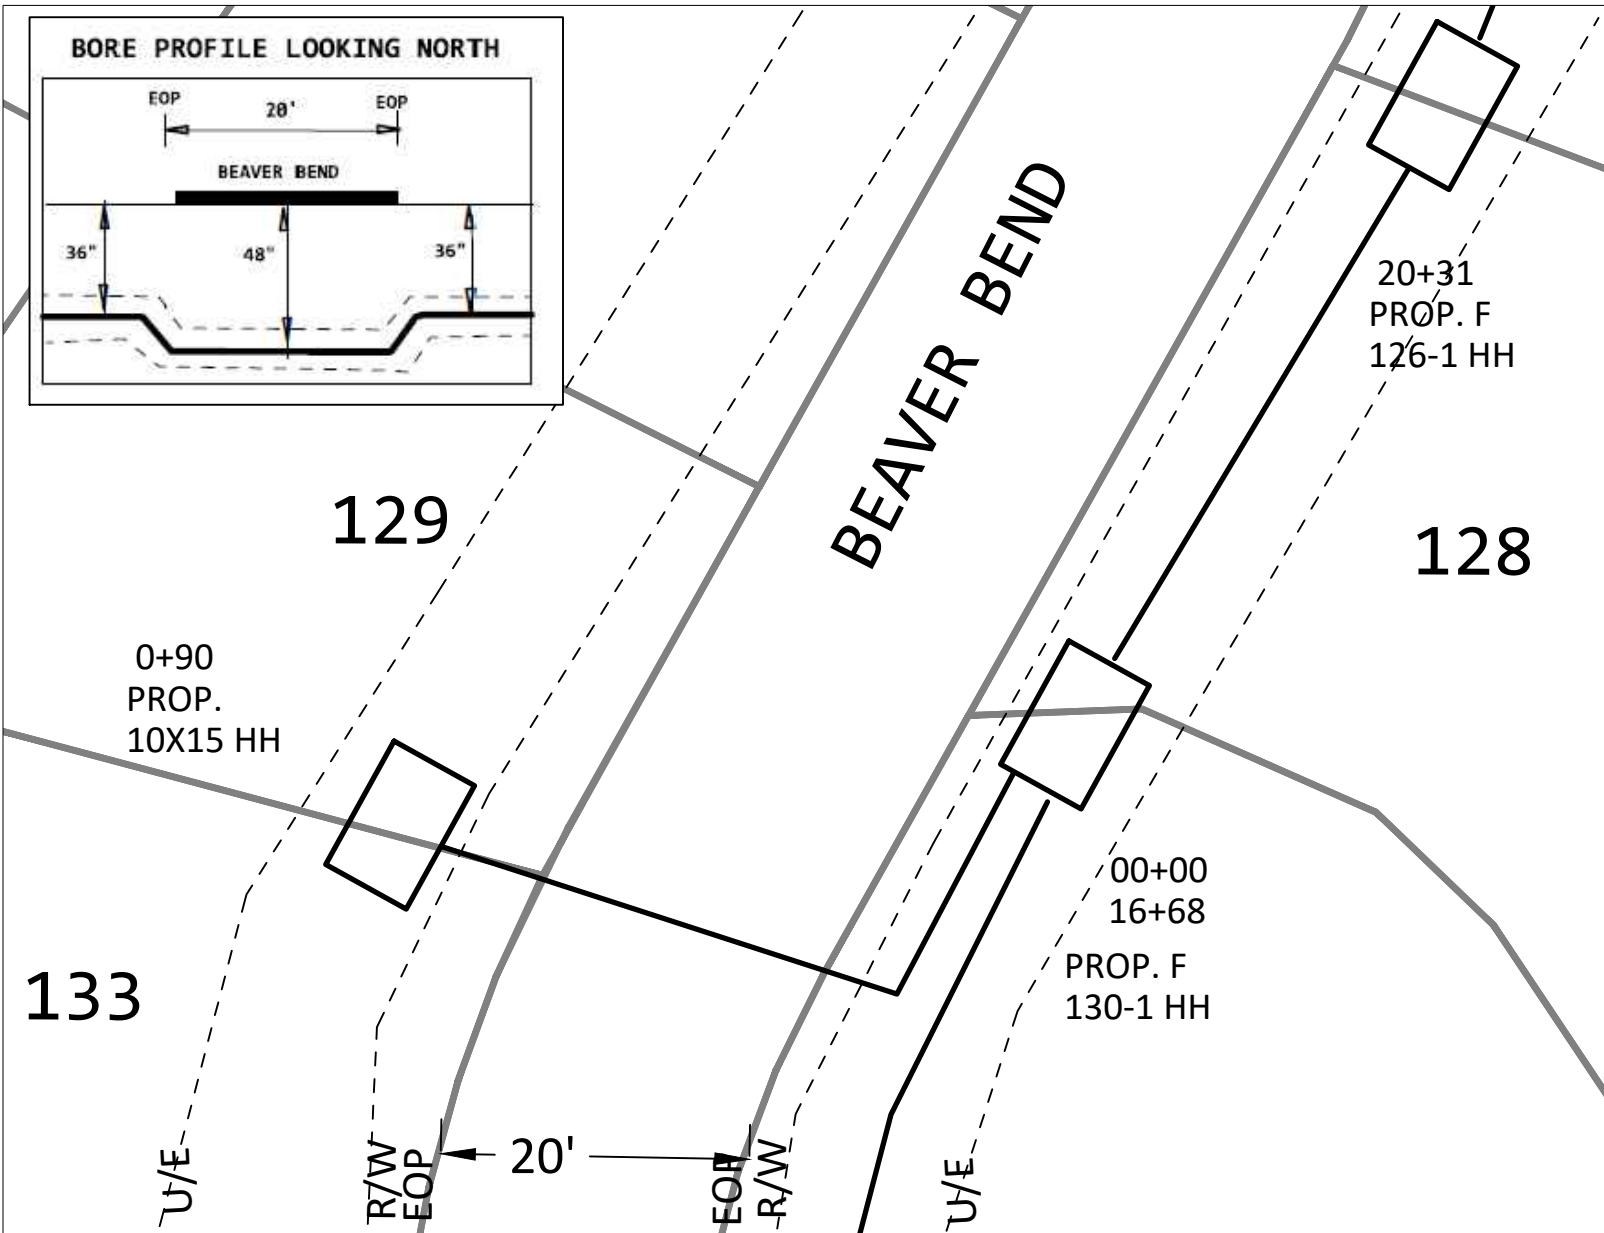 BORE PROFILE LOOKING NORTH
EOP
20'
EOP
BEAVER BEND
36"
48"
36"
BEAVER BEND
20+31
PROP. F
126-1 HH
129
128
0+90
PROP.
10X15 HH
00+00
16+68
PROP. F
130-1 HH
133
U/E
R/W
EOP
20'
EOP
R/W
U/E